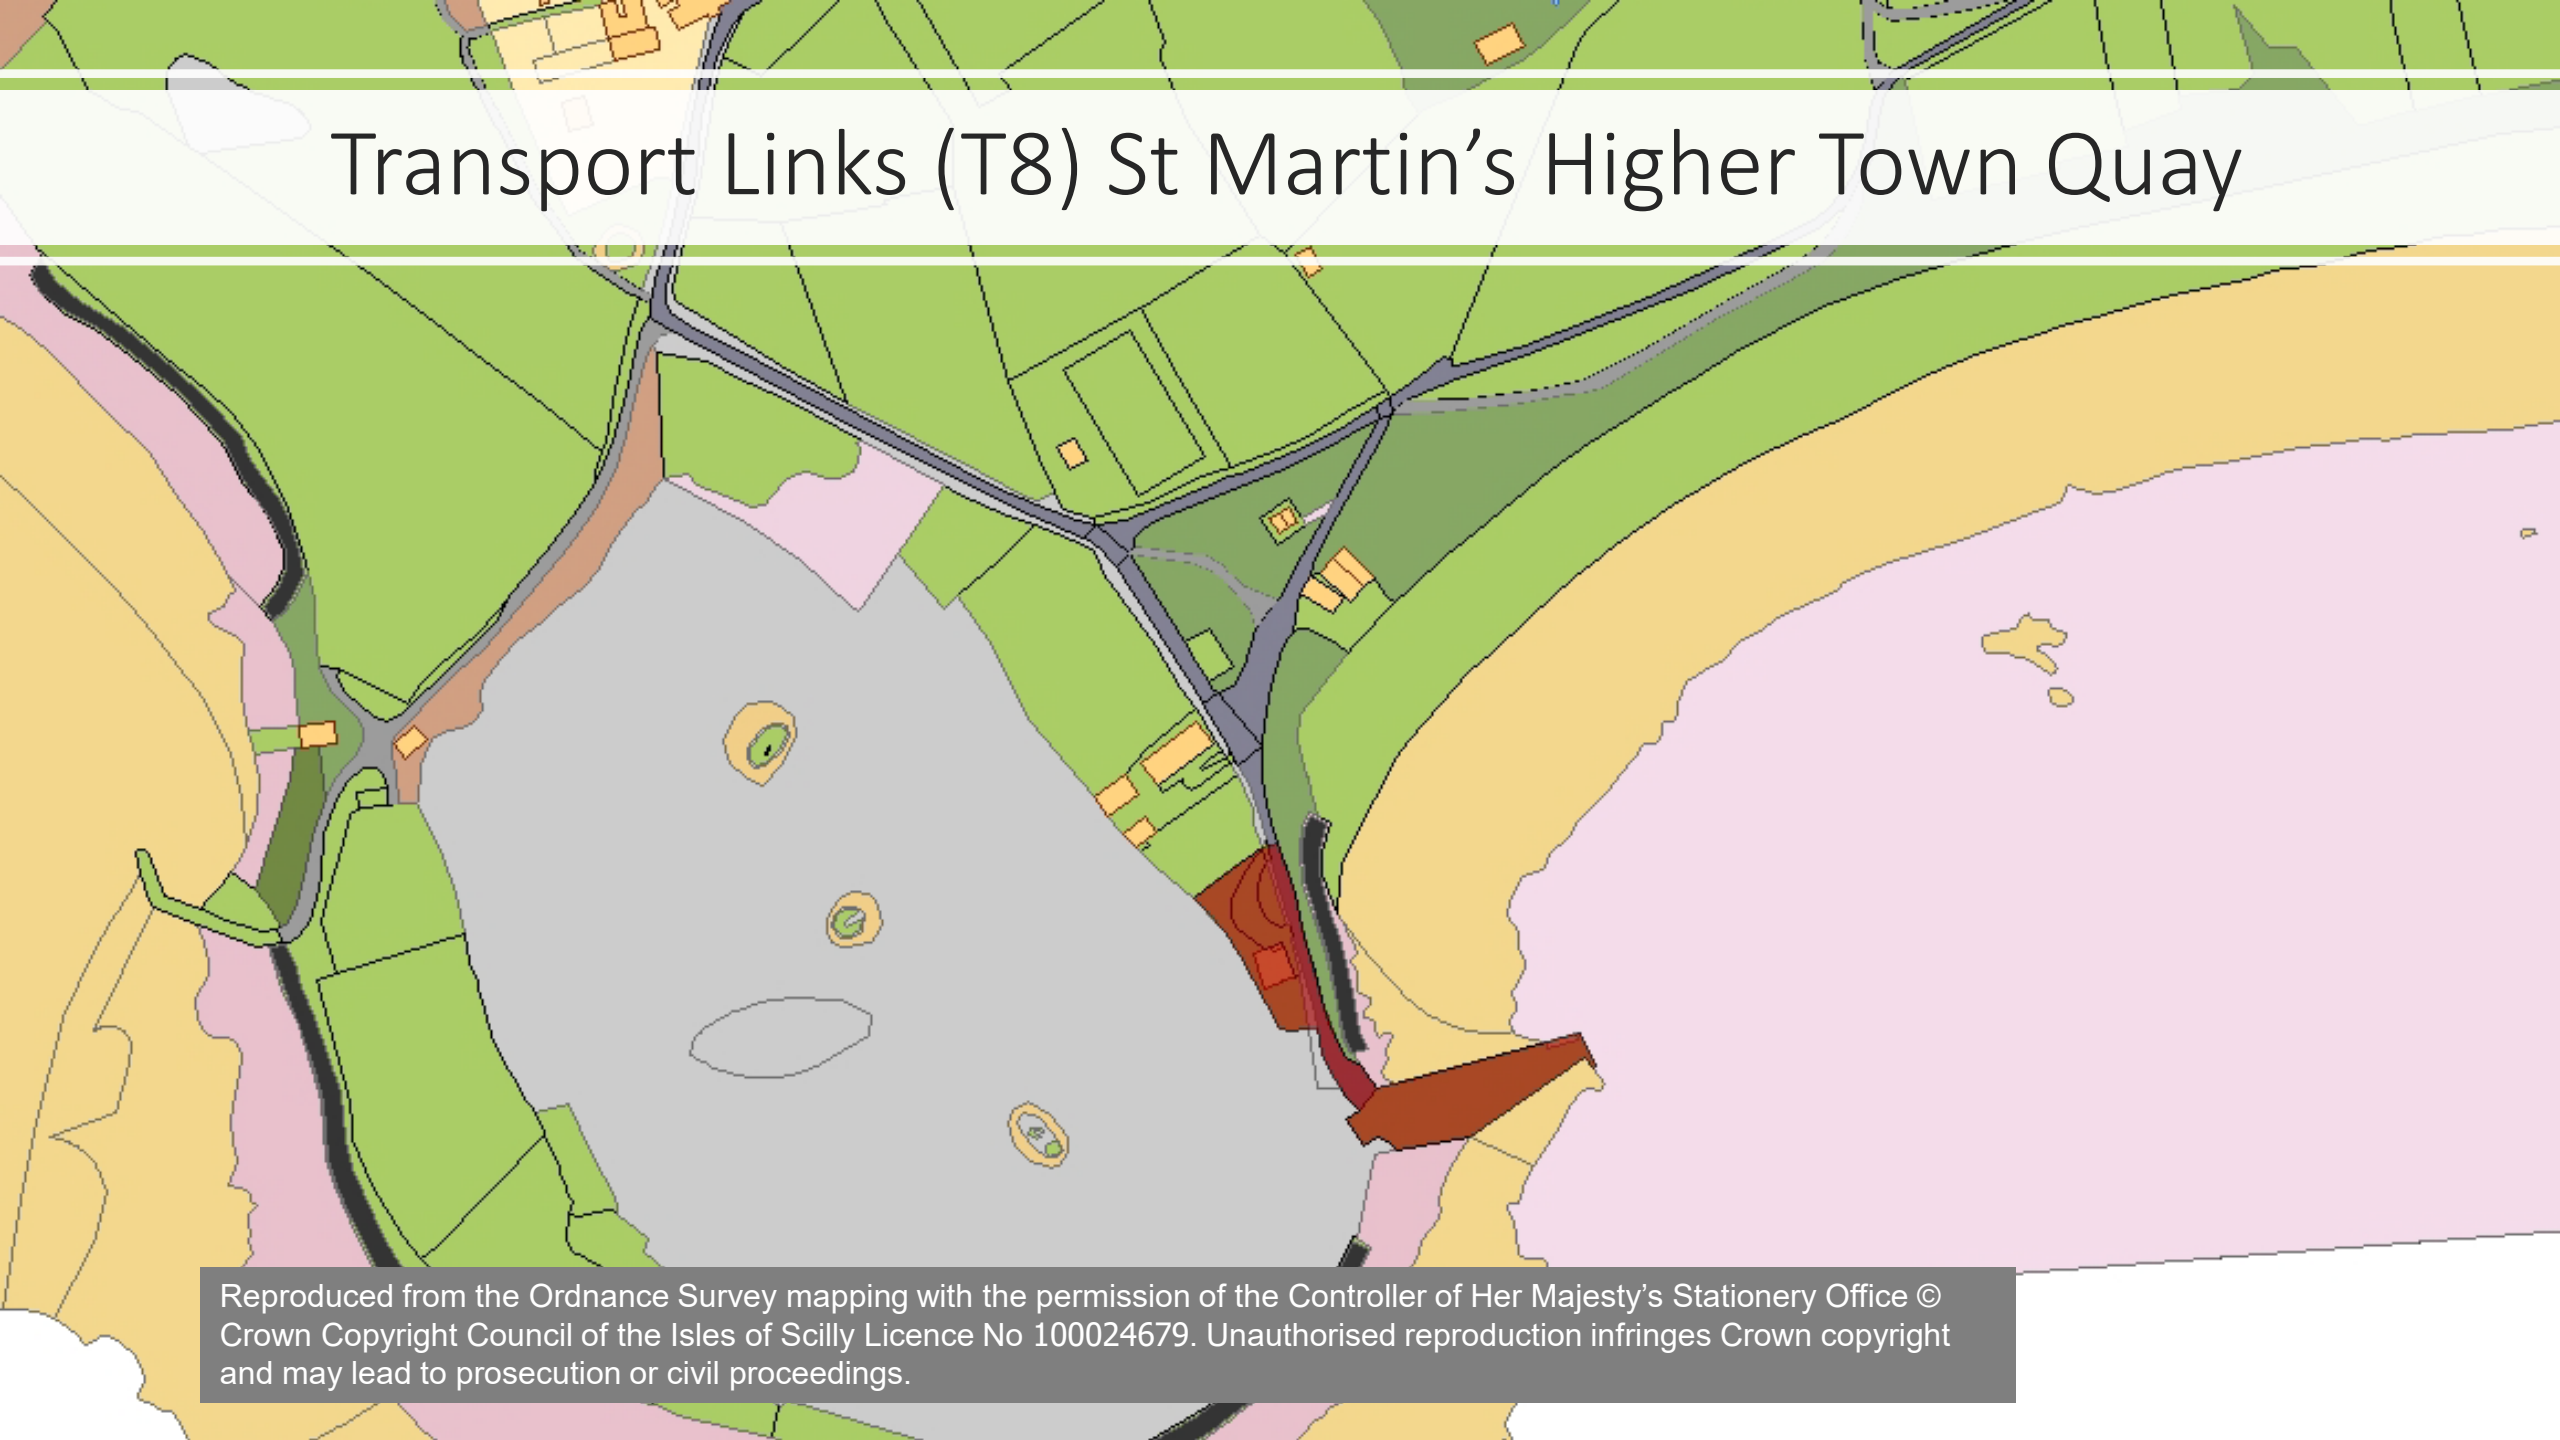 Transport Links (T8) St Martin’s Higher Town Quay
Reproduced from the Ordnance Survey mapping with the permission of the Controller of Her Majesty’s Stationery Office ©
Crown Copyright Council of the Isles of Scilly Licence No 100024679. Unauthorised reproduction infringes Crown copyright
and may lead to prosecution or civil proceedings.